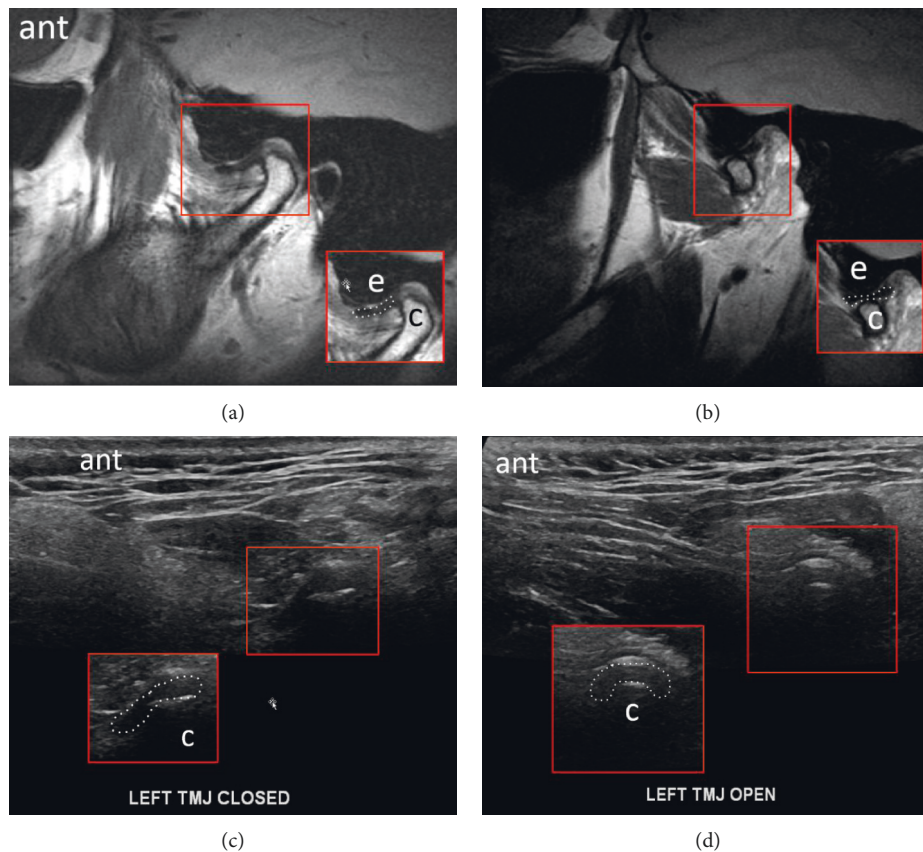 ant
e
c
e
c
(a)
(b)
ant
c
LEFT TMJ CLOSED
ant
c
LEFT TMJ OPEN
(c)
(d)